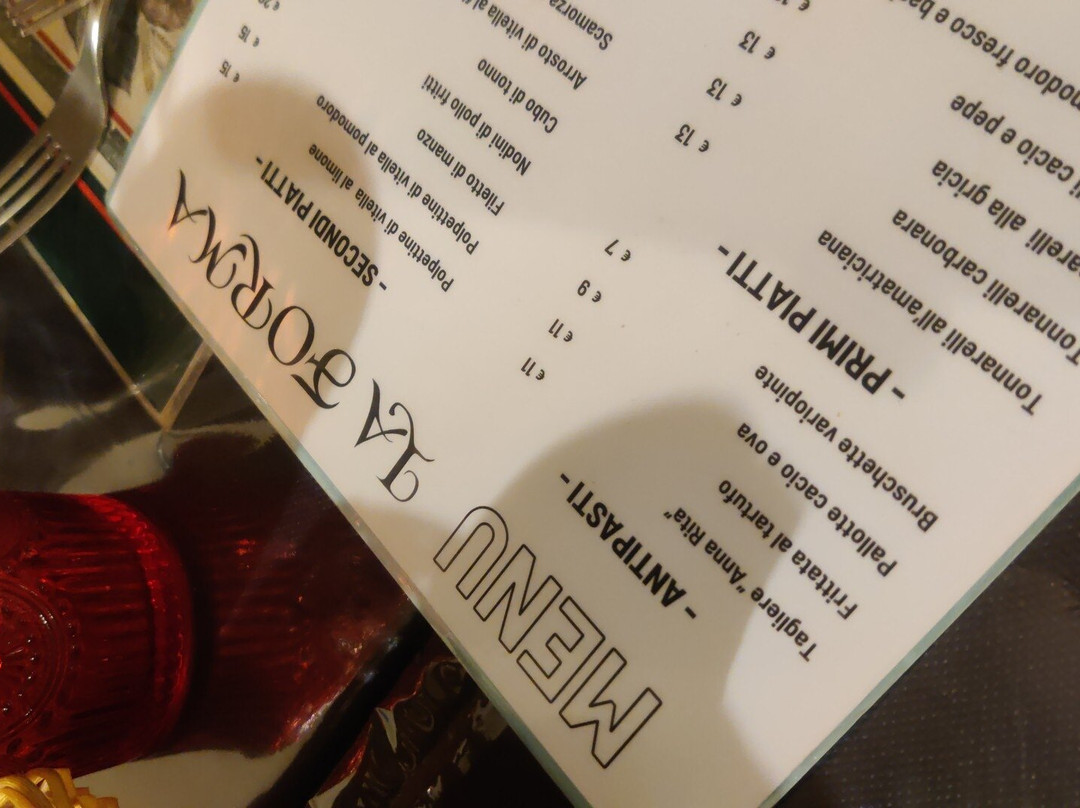 MENU LA FORMA
- ANTIPASTI -
Tagliere "Anna Rita" € 11
Frittata al tartufo € 11
Pallotte cacio e ova € 9
Bruschette variopinte € 7
- PRIMI PIATTI -
Tonnarelli all'amatriciana € 13
Tonnarelli carbonara € 13
alla gricia € 13
cacio e pepe
fresco e
- SECONDI PIATTI -
Polpettine di vitella al limone € 15
Polpettine di vitella al pomodoro € 15
Filetto di manzo
Nodini di pollo fritti
Cubo di tonno
Arrosto di vitella
Scamorza